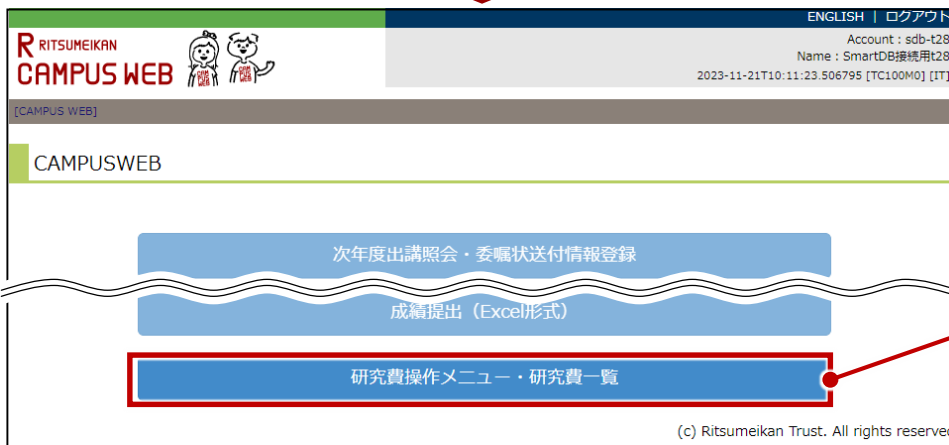 ENGLISH | ログアウト
R RITSUMEIKAN
CAMPUS WEB
Account : sdb-t28
Name : SmartDB接続用t28
2023-11-21T10:11:23.506795 [TC100M0] [IT]
[CAMPUS WEB]
CAMPUSWEB
次年度出講照会・委嘱状送付情報登録
成績提出（Excel形式）
研究費操作メニュー・研究費一覧
(c) Ritsumeikan Trust. All rights reserved